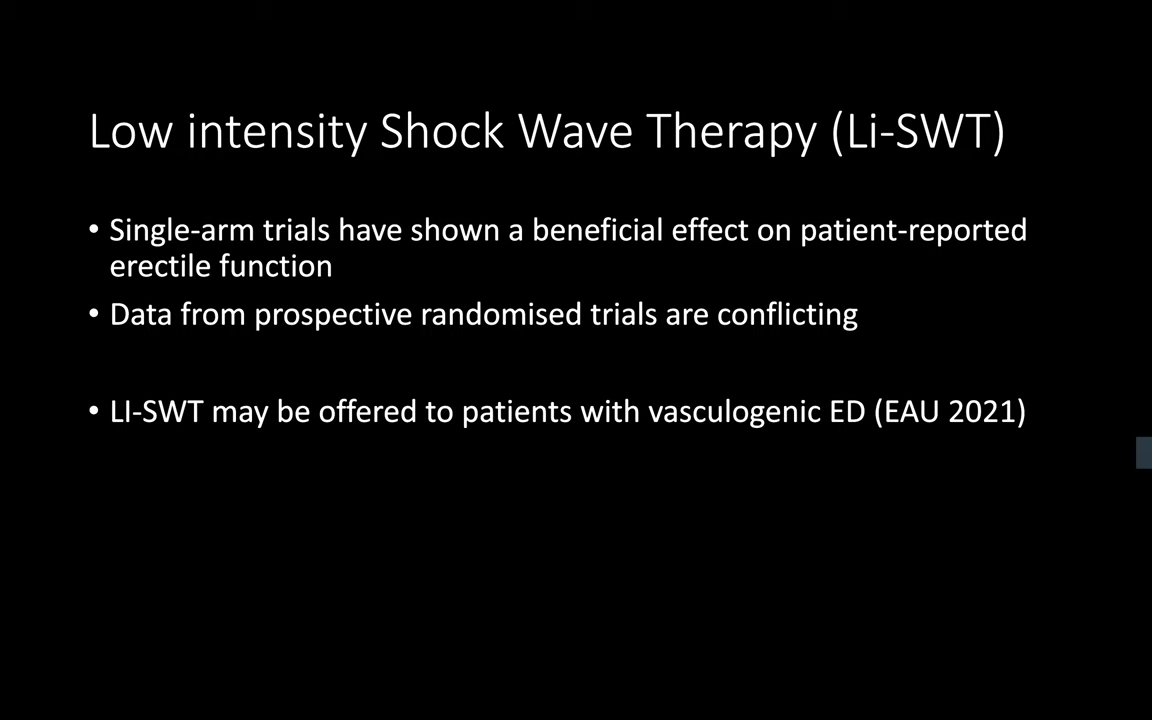 Low intensity Shock Wave Therapy (Li-SWT)
• Single-arm trials have shown a beneficial effect on patient-reported
erectile function
• Data from prospective randomised trials are conflicting
• LI-SWT may be offered to patients with vasculogenic ED (EAU 2021)